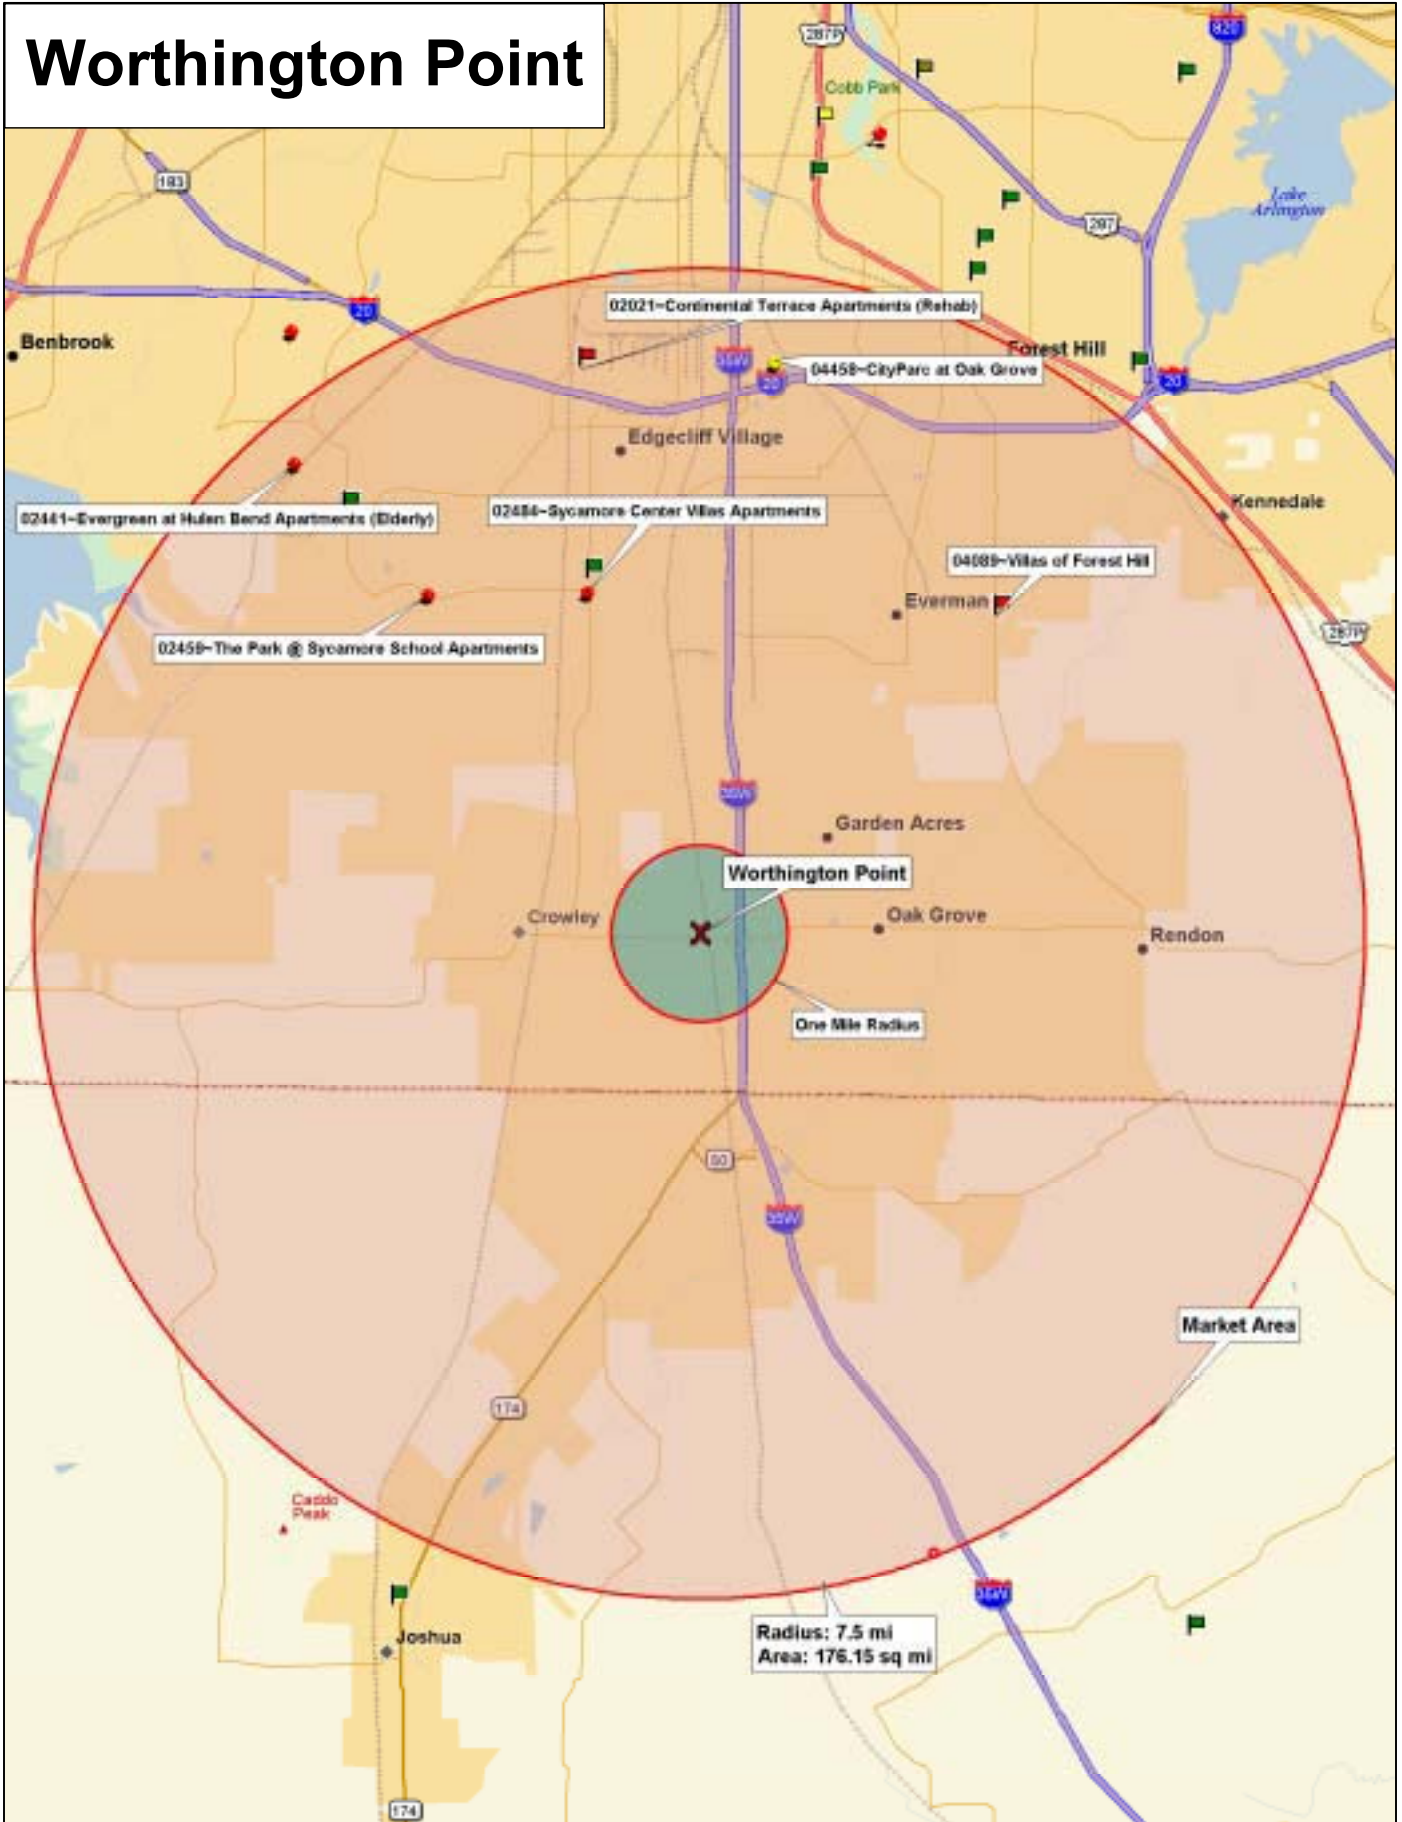 Worthington Point
287P
820
Cobb Park
183
Lake
Arlington
287
20
02021~Continental Terrace Apartments (Rehab)
Benbrook
Forest Hill
35W
04458~CityParc at Oak Grove
20
20
Edgecliff Village
Kennedale
02441~Evergreen at Hulen Bend Apartments (Elderly)
02484~Sycamore Center Villas Apartments
04089~Villas of Forest Hill
Everman
287P
02459~The Park @ Sycamore School Apartments
35W
Garden Acres
Worthington Point
Crowley
Oak Grove
Rendon
One Mile Radius
50
35W
Market Area
174
Caddo
Peak
35W
Radius: 7.5 mi
Area: 176.15 sq mi
Joshua
174